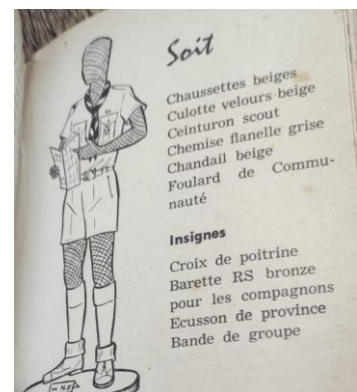 Soit
Chaussettes beiges
Culotte velours beige
Ceinturon scout
Chemise flanelle grise
Chandail beige
Foulard de Commu-
nauté
Insignes
Croix de poitrine
Barette RS bronze
pour les compagnons
Ecusson de province
Bande de groupe